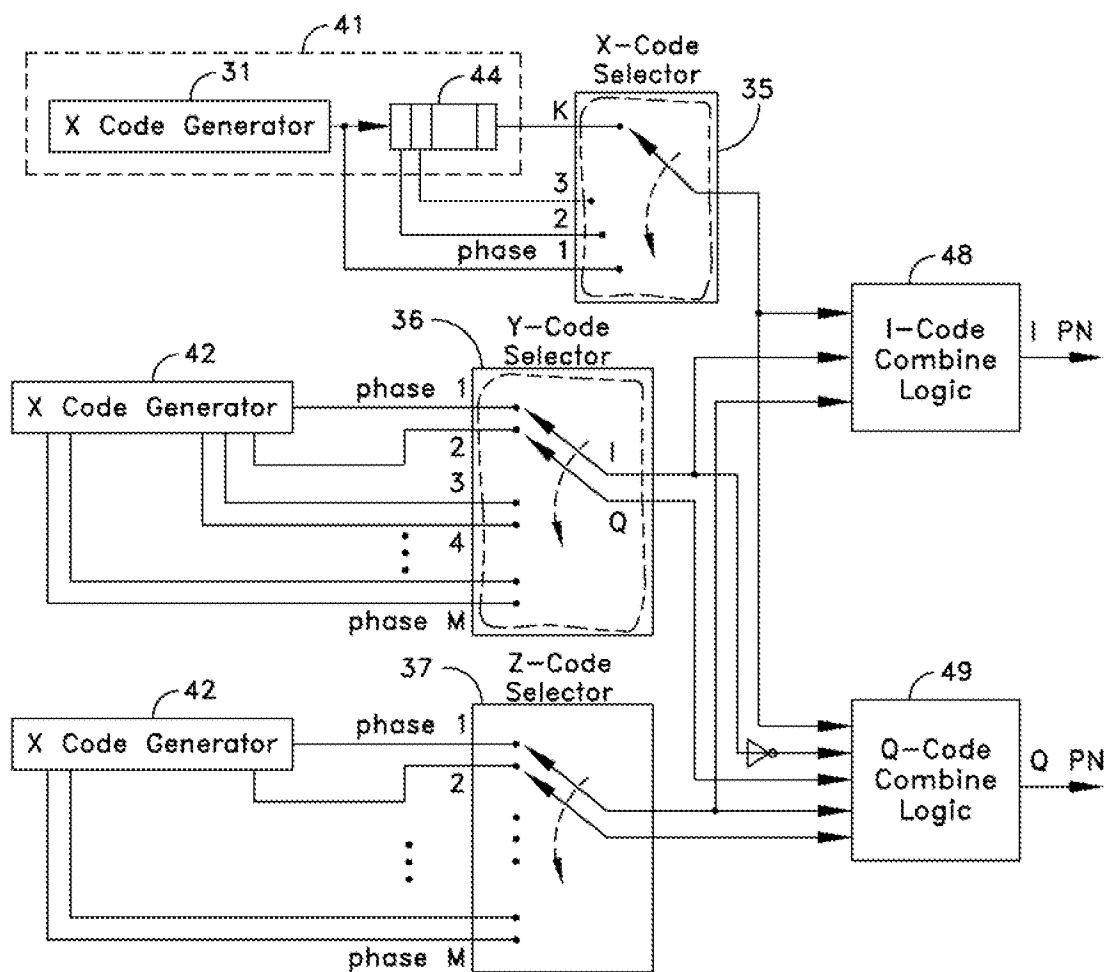 41
31
44
X-Code
Selector
35
X Code Generator
K
3
2
phase 1
48
I-Code
Combine
Logic
I PN
36
Y-Code
Selector
42
X Code Generator
phase 1
2
3
4
phase M
I
Q
37
Z-Code
Selector
42
X Code Generator
phase 1
2
phase M
49
Q-Code
Combine
Logic
Q PN